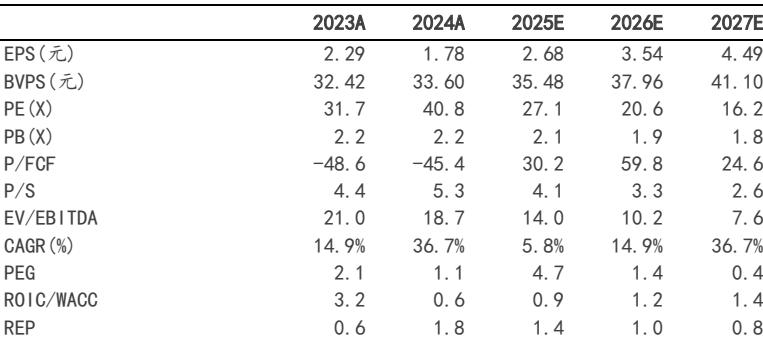 2023A 2024A 2025E 2026E 2027E
EPS(元) 2.29 1.78 2.68 3.54 4.49
BVPS(元) 32.42 33.60 35.48 37.96 41.10
PE(X) 31.7 40.8 27.1 20.6 16.2
PB(X) 2.2 2.2 2.1 1.9 1.8
P/FCF -48.6 -45.4 30.2 59.8 24.6
P/S 4.4 5.3 4.1 3.3 2.6
EV/EBITDA 21.0 18.7 14.0 10.2 7.6
CAGR(%) 14.9% 36.7% 5.8% 14.9% 36.7%
PEG 2.1 1.1 4.7 1.4 0.4
ROIC/WACC 3.2 0.6 0.9 1.2 1.4
REP 0.6 1.8 1.4 1.0 0.8